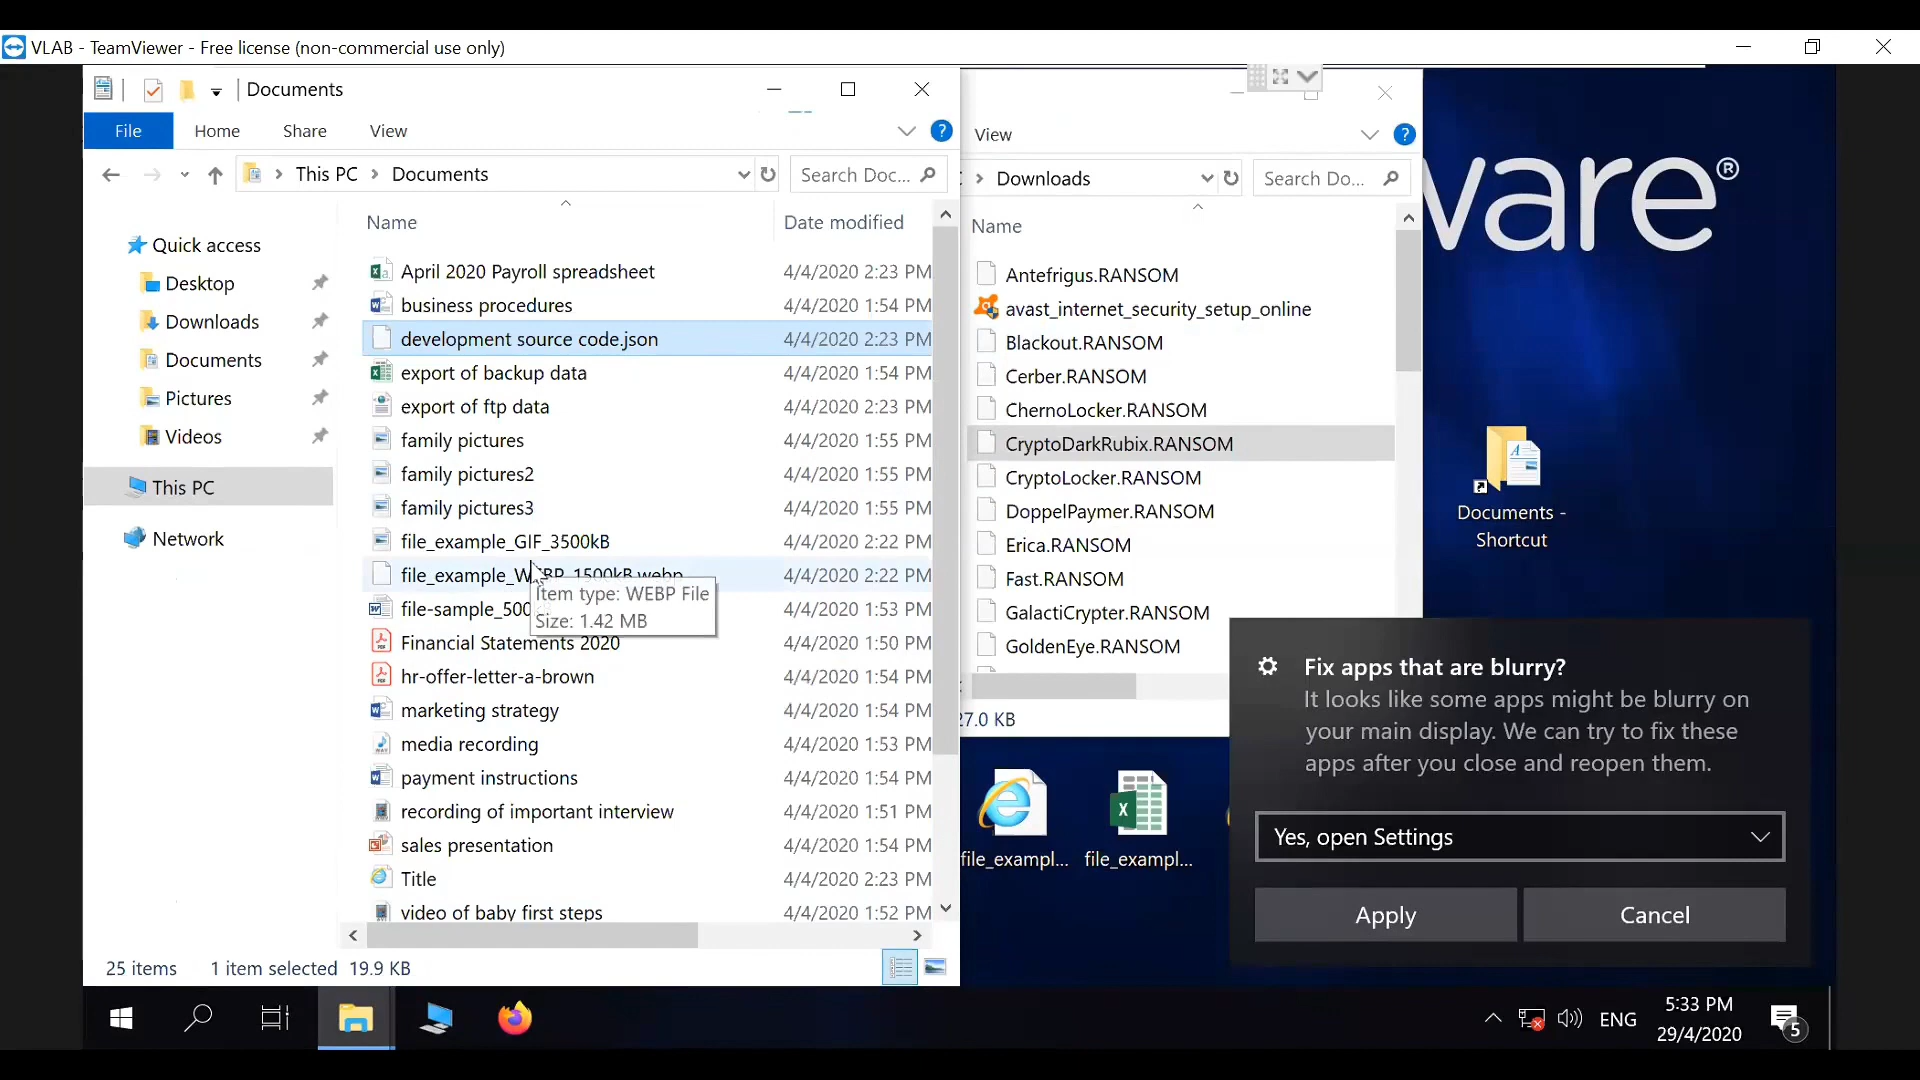 VLAB - TeamViewer - Free license (non-commercial use only)
Documents
File Home Share View
This PC Documents
Search Doc...
Name Date modified
Quick access
Desktop
Downloads
Documents
Pictures
Videos
This PC
Network
April 2020 Payroll spreadsheet 4/4/2020 2:23 PM
business procedures 4/4/2020 1:54 PM
development source code.json 4/4/2020 2:23 PM
export of backup data 4/4/2020 1:54 PM
export of ftp data 4/4/2020 2:23 PM
family pictures 4/4/2020 1:55 PM
family pictures2 4/4/2020 1:55 PM
family pictures3 4/4/2020 1:55 PM
file_example_GIF_3500kB 4/4/2020 2:22 PM
file_example_WEBP_1500kB.webp 4/4/2020 2:22 PM
Item type: WEBP File
Size: 1.42 MB
file-sample_500 4/4/2020 1:53 PM
Financial Statements 2020 4/4/2020 1:50 PM
hr-offer-letter-a-brown 4/4/2020 1:54 PM
marketing strategy 4/4/2020 1:54 PM
media recording 4/4/2020 1:53 PM
payment instructions 4/4/2020 1:54 PM
recording of important interview 4/4/2020 1:51 PM
sales presentation 4/4/2020 1:54 PM
Title 4/4/2020 2:23 PM
video of baby first steps 4/4/2020 1:52 PM
25 items 1 item selected 19.9 KB
View
Downloads
Search Do...
Name
Antefrigus.RANSOM
avast_internet_security_setup_online
Blackout.RANSOM
Cerber.RANSOM
ChernoLocker.RANSOM
CryptoDarkRubix.RANSOM
CryptoLocker.RANSOM
DoppelPaymer.RANSOM
Erica.RANSOM
Fast.RANSOM
GalactiCrypter.RANSOM
GoldenEye.RANSOM
27.0 KB
ware®
Documents -
Shortcut
file_exampl... file_exampl...
Fix apps that are blurry?
It looks like some apps might be blurry on
your main display. We can try to fix these
apps after you close and reopen them.
Yes, open Settings
Apply Cancel
ENG
5:33 PM
29/4/2020
5